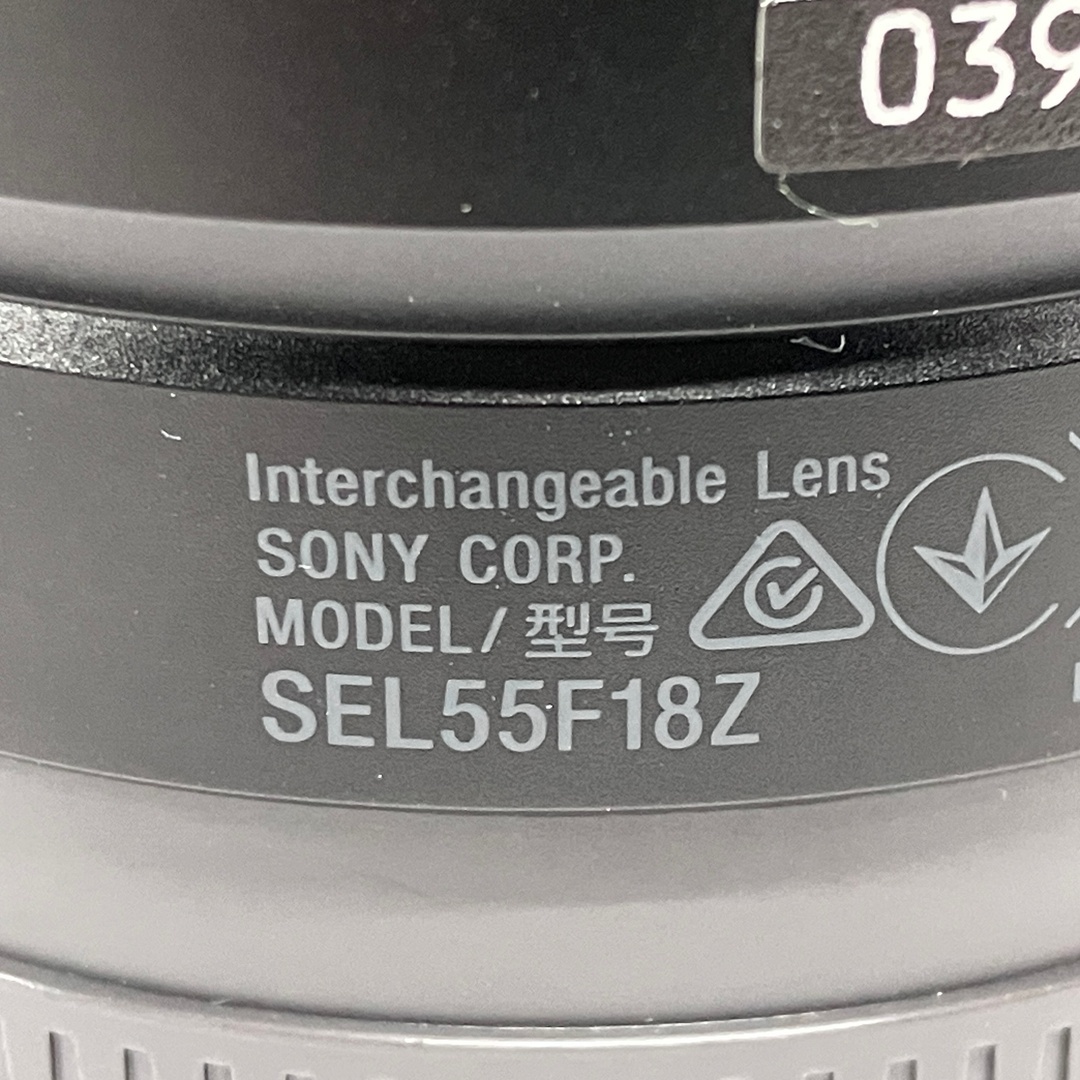 039
Interchangeable Lens
SONY CORP.
MODEL/型号
SEL55F18Z